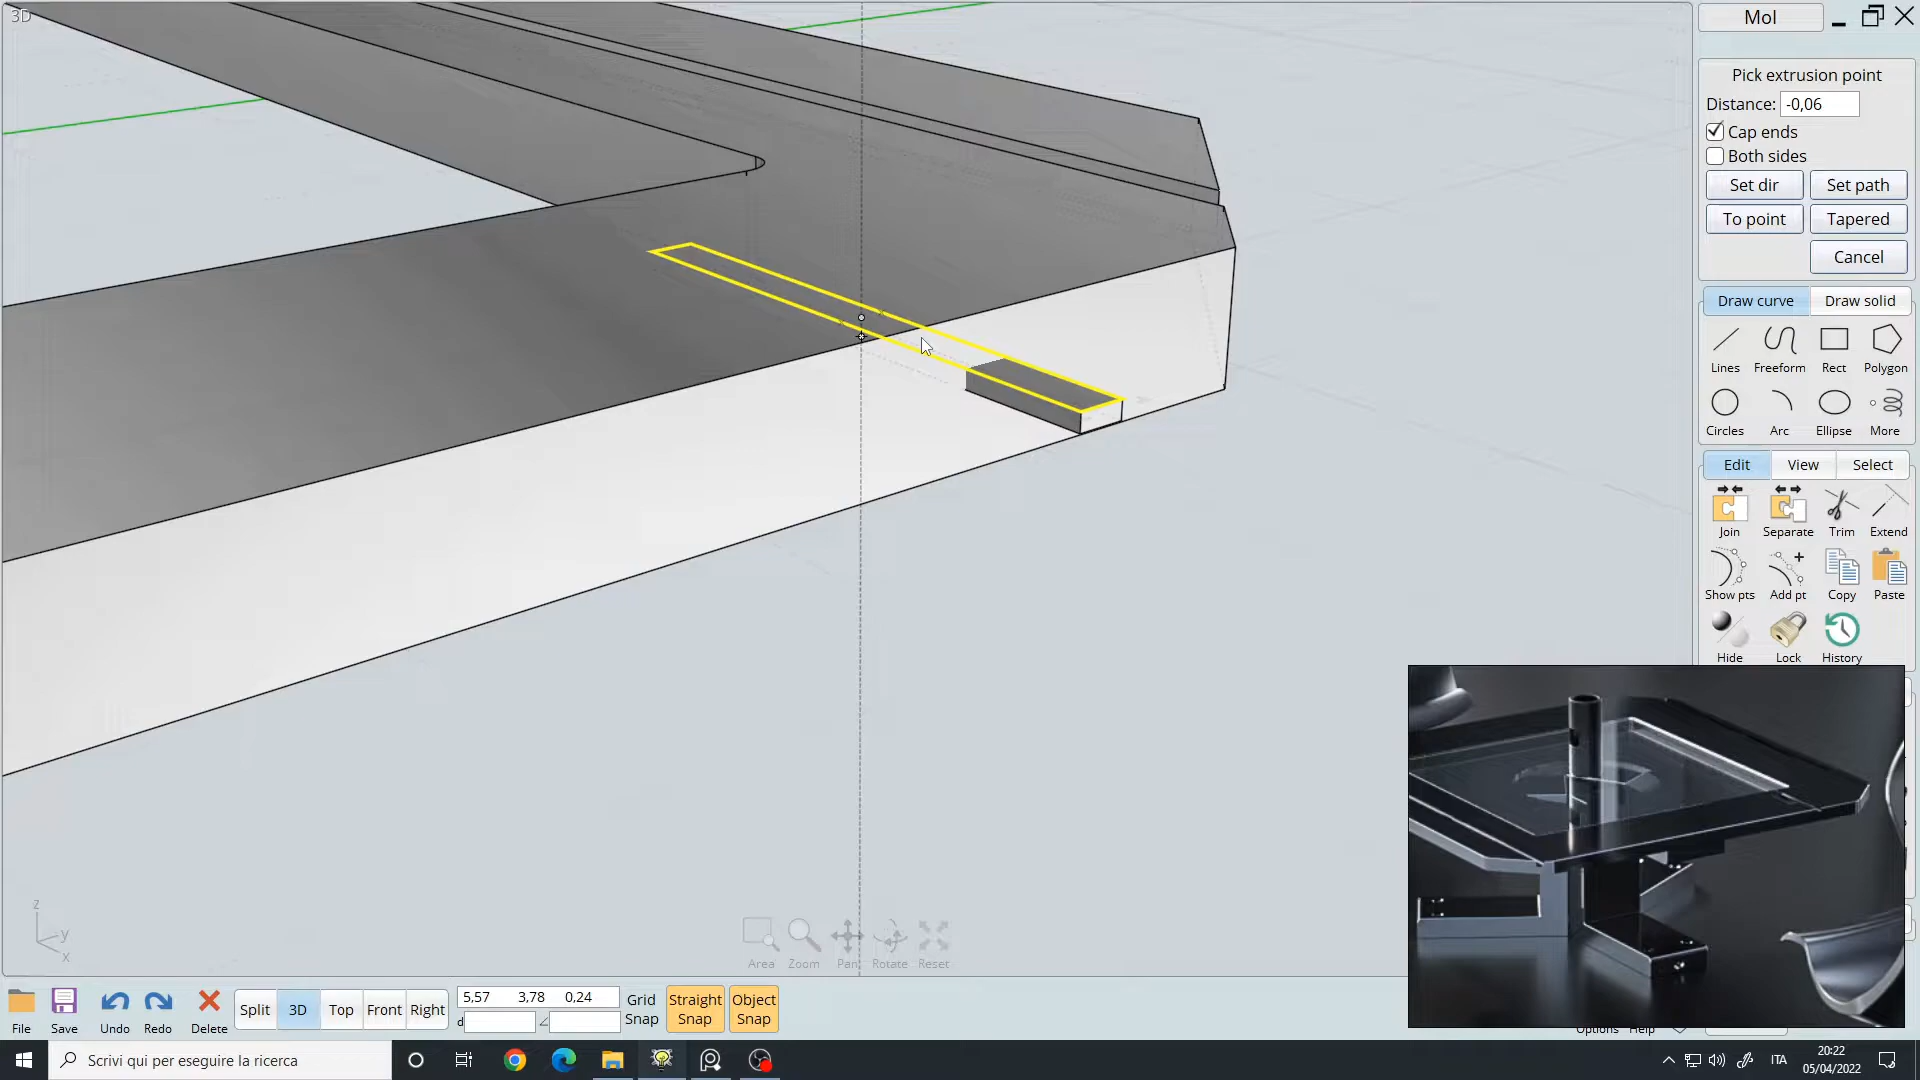 3D
MoI
Pick extrusion point
Distance: -0,06
Cap ends
Both sides
Set dir
Set path
To point
Tapered
Cancel
Draw curve
Draw solid
Lines
Freeform
Rect
Polygon
Circles
Arc
Ellipse
More
Edit
View
Select
Join
Separate
Trim
Extend
Show pts
Add pt
Copy
Paste
Hide
Lock
History
z
y
x
Area
Zoom
Pan
Rotate
Reset
File
Save
Undo
Redo
Delete
Split
3D
Top
Front
Right
5,57 3,78 0,24
d
Grid
Snap
Straight
Snap
Object
Snap
Options
Help
Scrivi qui per eseguire la ricerca
ITA
20:22
05/04/2022